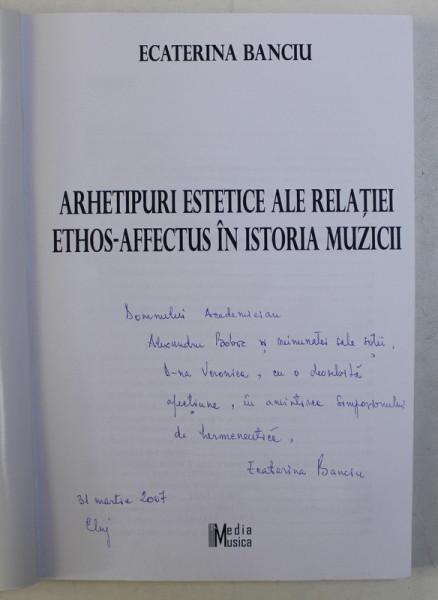 ECATERINA BANCIU
ARHETIPURI ESTETICE ALE RELAȚIEI
ETHOS-AFFECTUS ÎN ISTORIA MUZICII
Domnului Academician
Alexandru Boboc și minunatei sale soții,
D-na Veronica, cu o deosebită
afecțiune, în amintirea Simpozionului
de hermeneutică,
Ecaterina Banciu
31 martie 2007
Cluj
Media
Musica